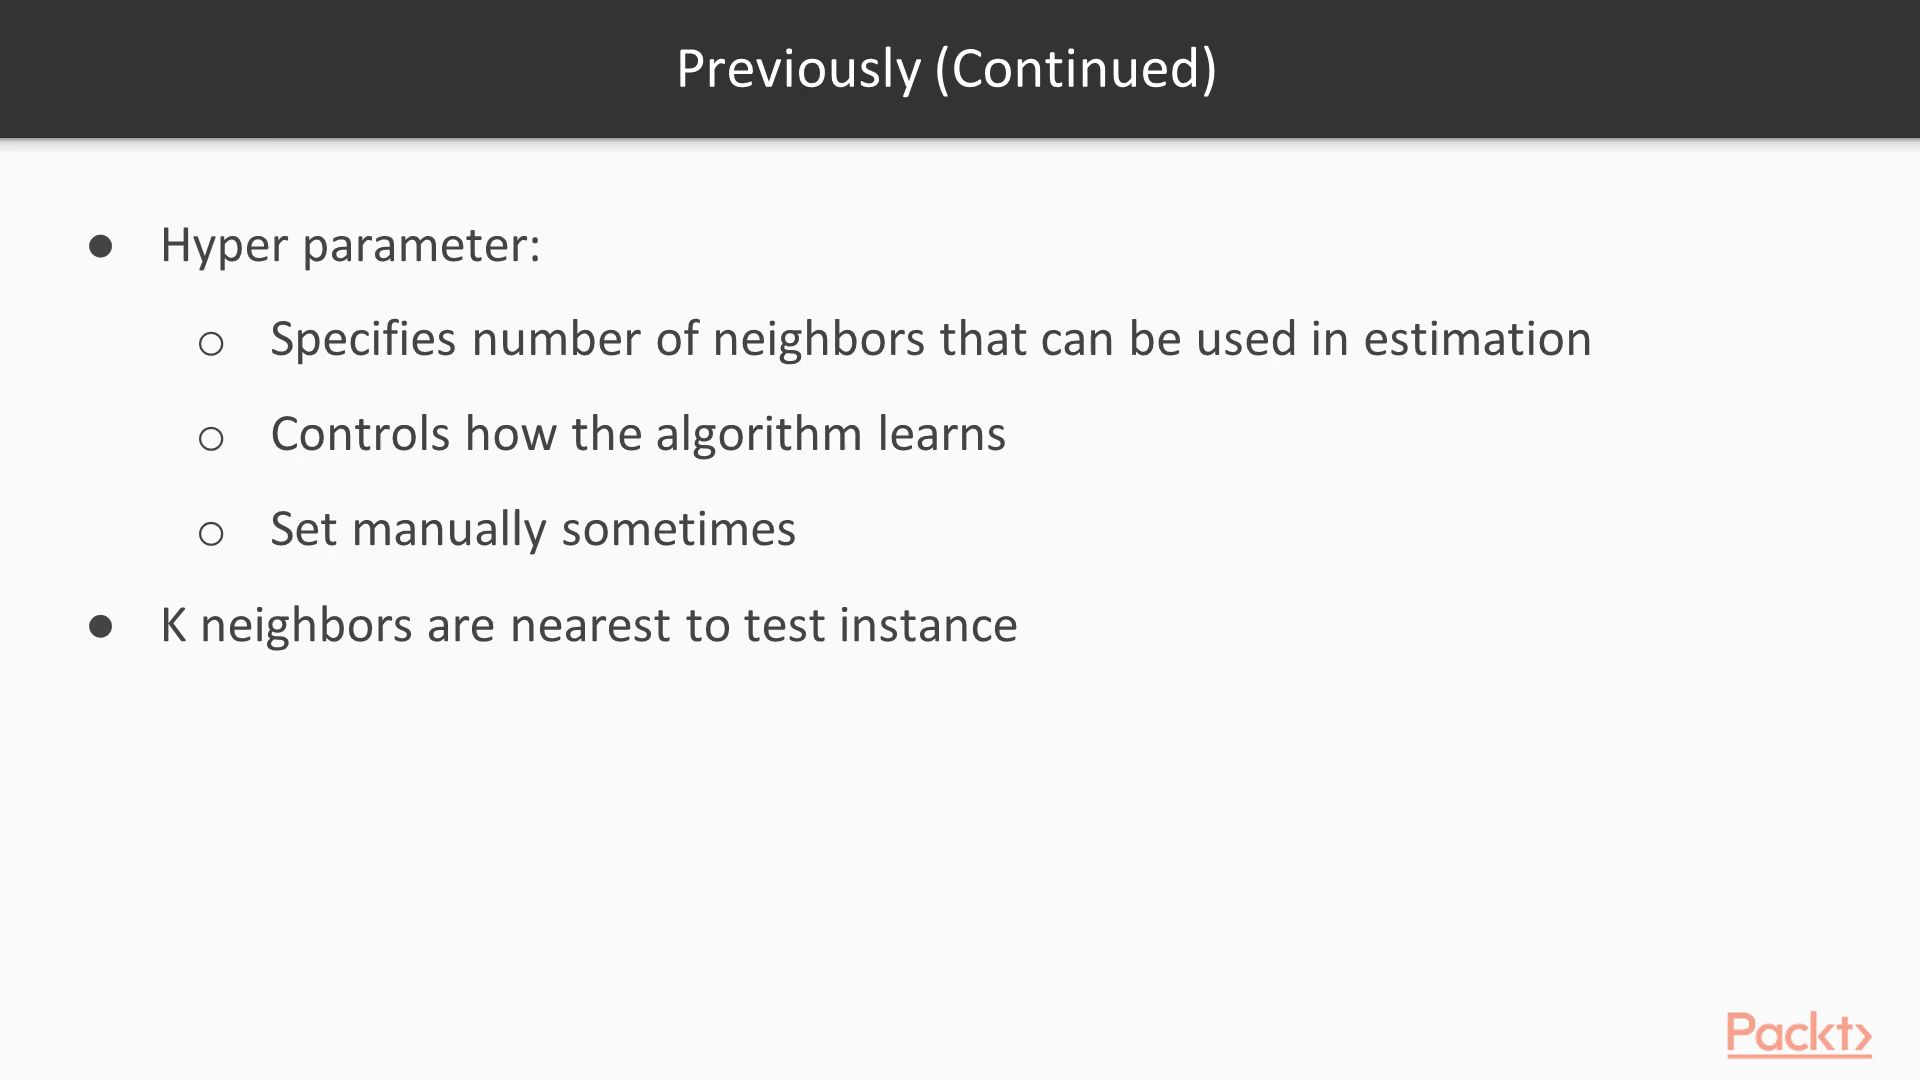 Previously (Continued)
● Hyper parameter:
○ Specifies number of neighbors that can be used in estimation
○ Controls how the algorithm learns
○ Set manually sometimes
● K neighbors are nearest to test instance
Packt>